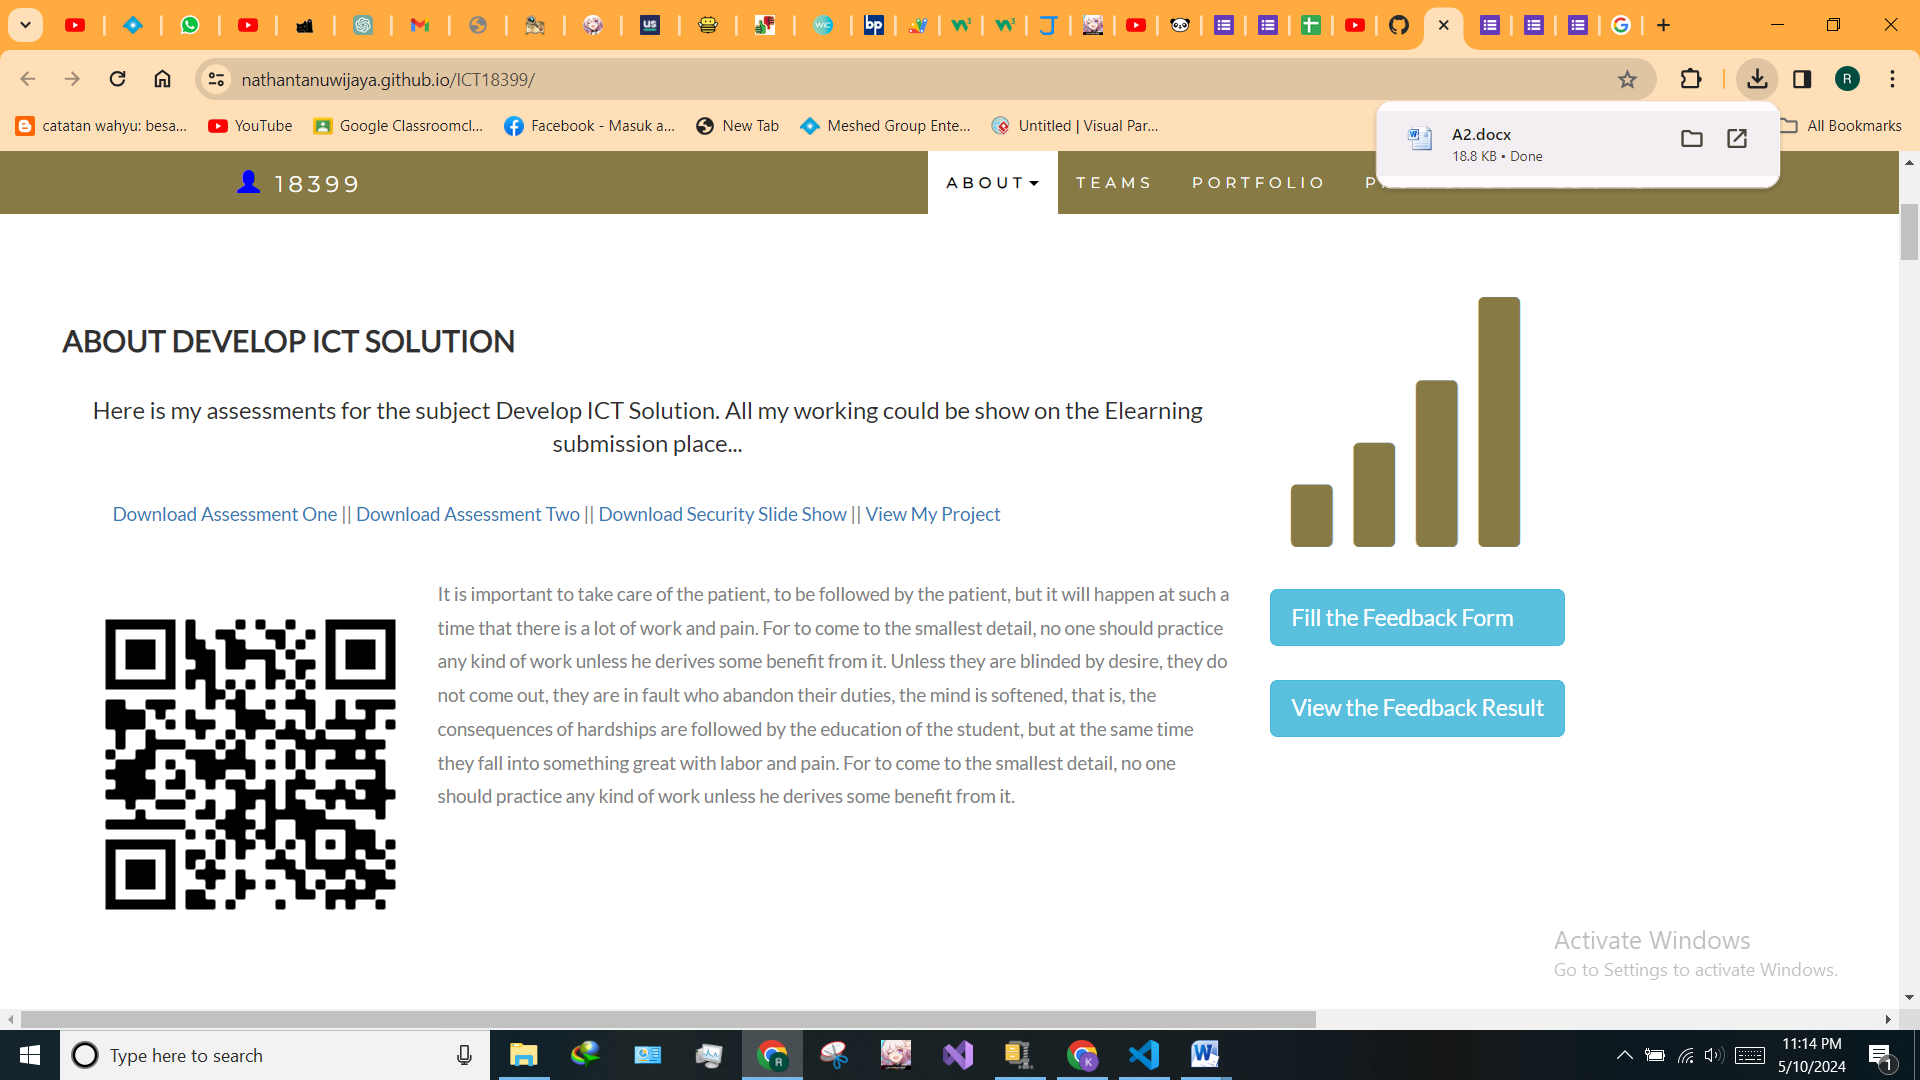 nathantanuwijaya.github.io/ICT18399/
catatan wahyu: besa...
YouTube
Google Classroomcl...
Facebook - Masuk a...
New Tab
Meshed Group Ente...
Untitled | Visual Par...
All Bookmarks
A2.docx
18.8 KB • Done
18399
ABOUT
TEAMS
PORTFOLIO
ABOUT DEVELOP ICT SOLUTION
Here is my assessments for the subject Develop ICT Solution. All my working could be show on the Elearning
submission place...
Download Assessment One || Download Assessment Two || Download Security Slide Show || View My Project
It is important to take care of the patient, to be followed by the patient, but it will happen at such a
time that there is a lot of work and pain. For to come to the smallest detail, no one should practice
any kind of work unless he derives some benefit from it. Unless they are blinded by desire, they do
not come out, they are in fault who abandon their duties, the mind is softened, that is, the
consequences of hardships are followed by the education of the student, but at the same time
they fall into something great with labor and pain. For to come to the smallest detail, no one
should practice any kind of work unless he derives some benefit from it.
Fill the Feedback Form
View the Feedback Result
Activate Windows
Go to Settings to activate Windows.
Type here to search
11:14 PM
5/10/2024
1